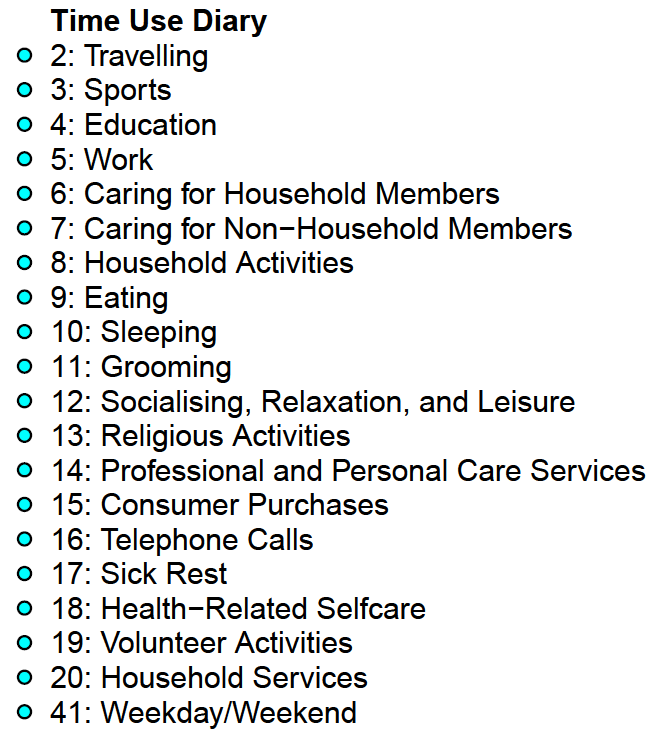 Time Use Diary
2: Travelling
3: Sports
4: Education
5: Work
6: Caring for Household Members
7: Caring for Non−Household Members
8: Household Activities
9: Eating
10: Sleeping
11: Grooming
12: Socialising, Relaxation, and Leisure
13: Religious Activities
14: Professional and Personal Care Services
15: Consumer Purchases
16: Telephone Calls
17: Sick Rest
18: Health−Related Selfcare
19: Volunteer Activities
20: Household Services
41: Weekday/Weekend